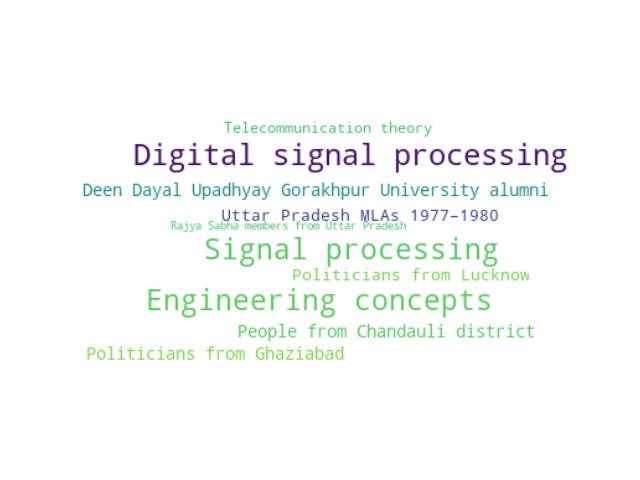 Telecommunication theory
Digital signal processing
Deen Dayal Upadhyay Gorakhpur University alumni
Uttar Pradesh MLAs 1977–1980
Rajya Sabha members from Uttar Pradesh
Signal processing
Politicians from Lucknow
Engineering concepts
People from Chandauli district
Politicians from Ghaziabad